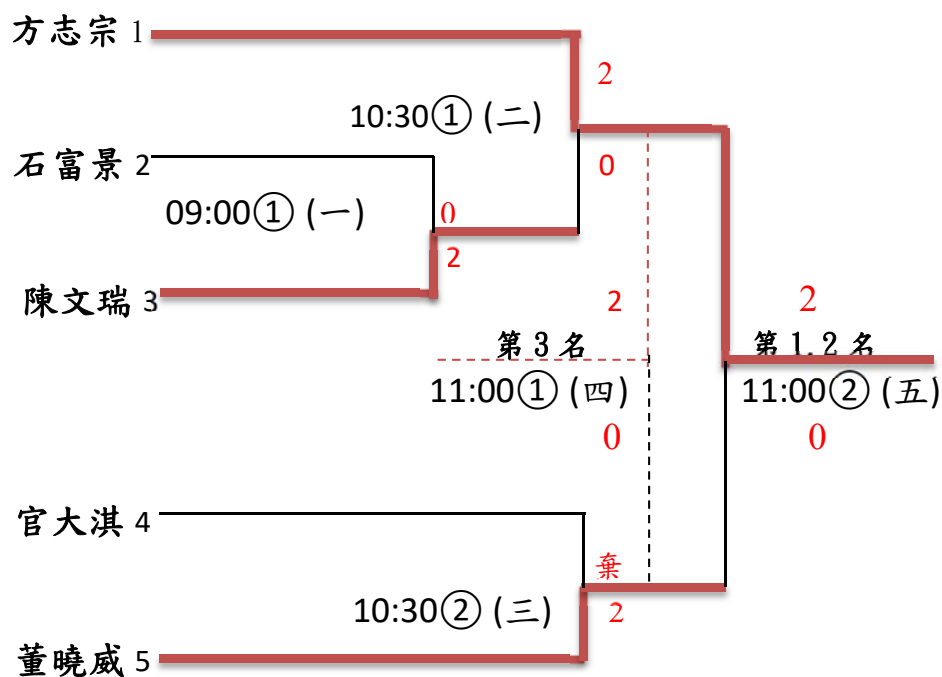 方志宗 1
2
10:30① (二)
石富景 2
0
09:00① (一)
0
2
陳文瑞 3
2
2
第 3 名
第 1.2 名
11:00① (四)
11:00② (五)
0
0
官大淇 4
棄
10:30② (三)
2
董曉威 5